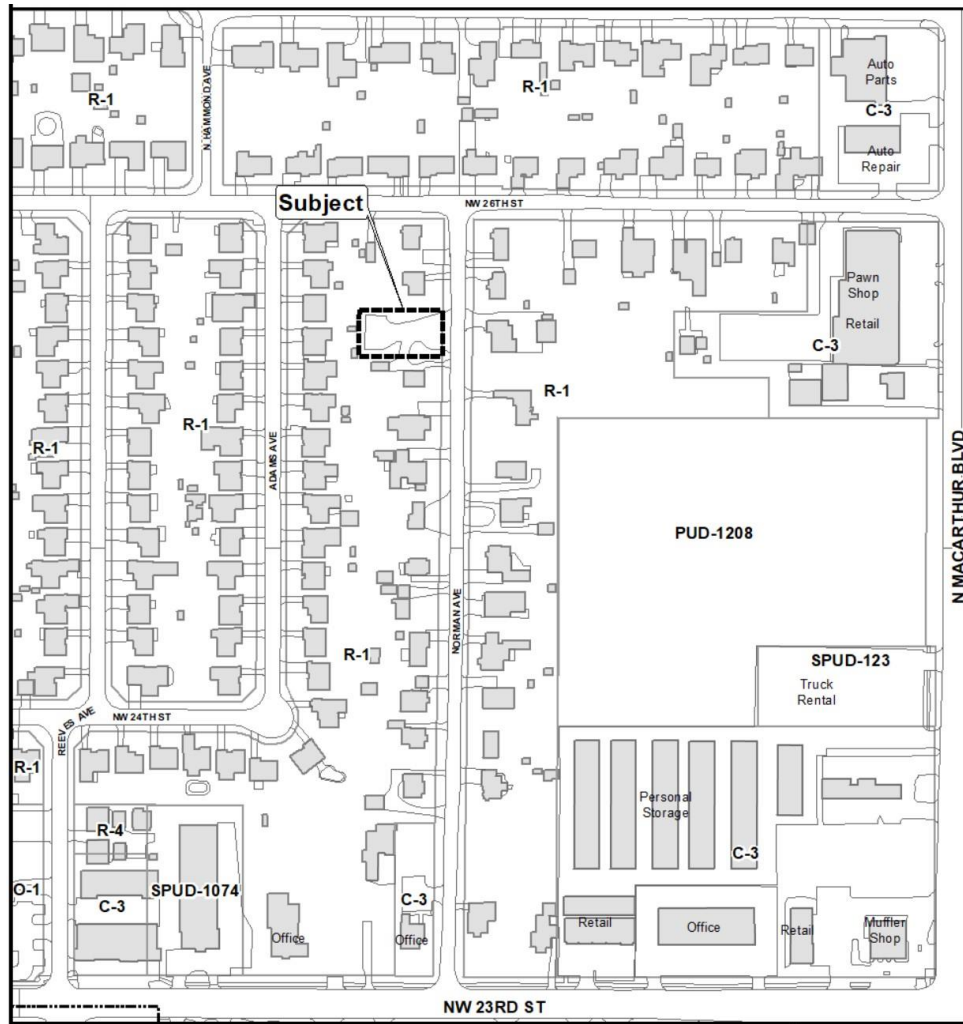 Auto
Parts
R-1
R-1
C-3
N HAMMOND AVE
Auto
Repair
Subject
NW 26TH ST
Pawn
Shop
Retail
C-3
R-1
R-1
R-1
ADAMS AVE
N MACARTHUR BLVD
PUD-1208
NORMAN AVE
R-1
SPUD-123
Truck
Rental
REEVES AVE
NW 24TH ST
R-1
Personal
Storage
R-4
C-3
O-1
SPUD-1074
C-3
C-3
Retail
Office
Retail
Muffler
Shop
Office
Office
NW 23RD ST